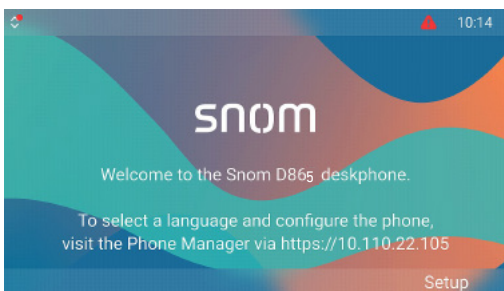 10:14
snom
Welcome to the Snom D865 deskphone.
To select a language and configure the phone,
visit the Phone Manager via https://10.110.22.105
Setup